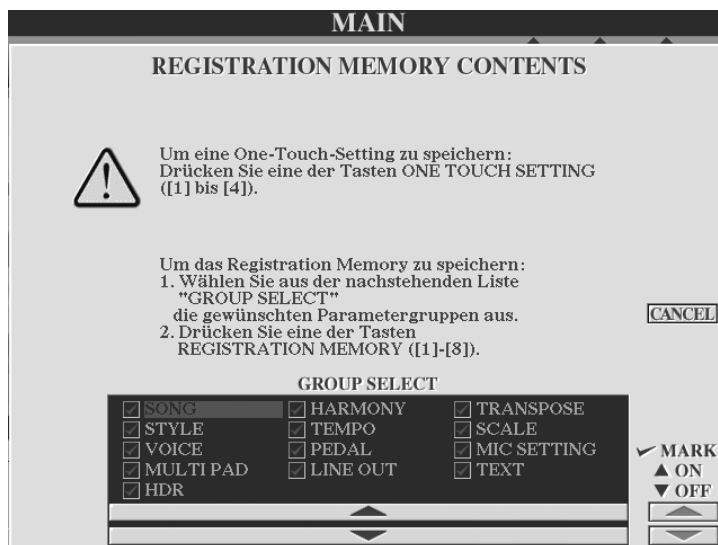 MAIN
REGISTRATION MEMORY CONTENTS
Um eine One-Touch-Setting zu speichern:
Drücken Sie eine der Tasten ONE TOUCH SETTING
([1] bis [4]).
Um das Registration Memory zu speichern:
1. Wählen Sie aus der nachstehenden Liste
"GROUP SELECT"
die gewünschten Parametergruppen aus.
2. Drücken Sie eine der Tasten
REGISTRATION MEMORY ([1]-[8]).
CANCEL
GROUP SELECT
SONG HARMONY TRANSPOSE
STYLE TEMPO SCALE
VOICE PEDAL MIC SETTING
MULTI PAD LINE OUT TEXT
HDR
MARK
▲ ON
▼ OFF